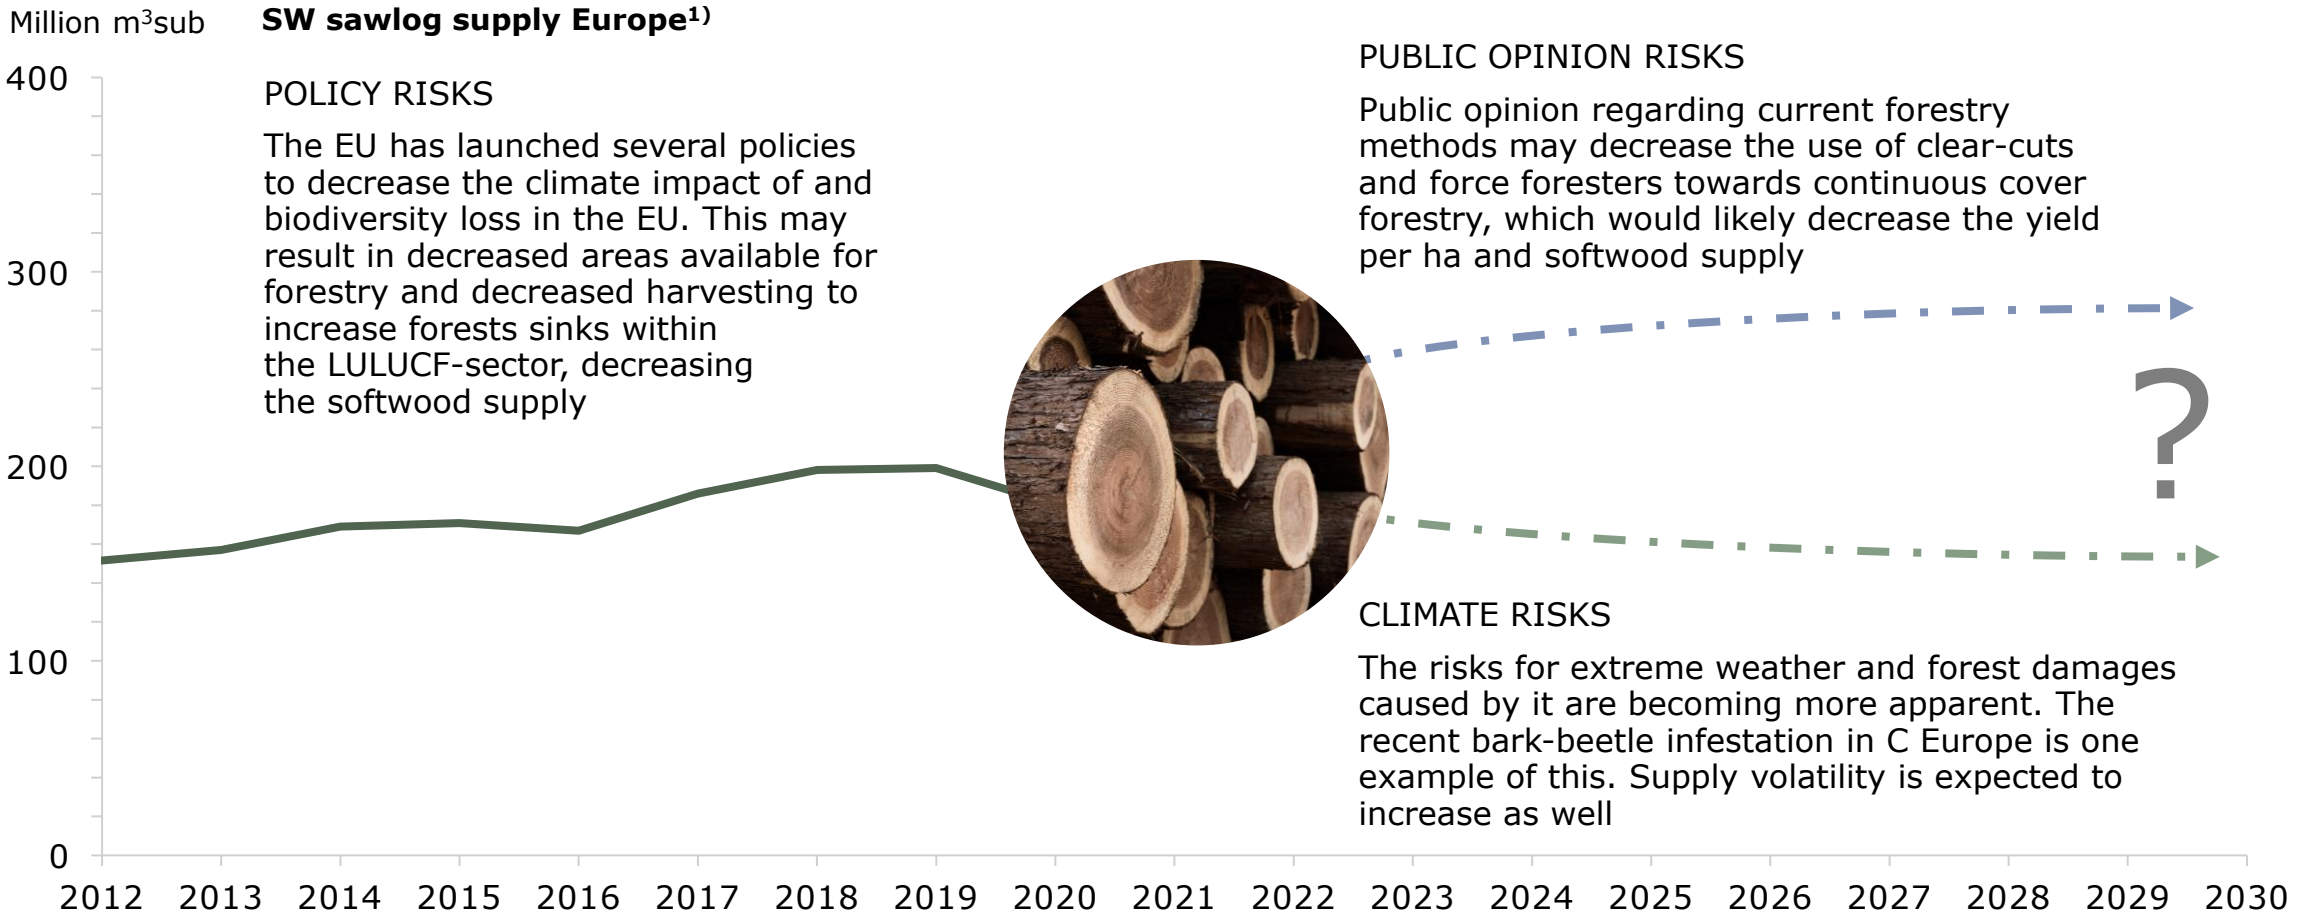 Million m³sub
SW sawlog supply Europe¹⁾
POLICY RISKS
The EU has launched several policies
to decrease the climate impact of and
biodiversity loss in the EU. This may
result in decreased areas available for
forestry and decreased harvesting to
increase forests sinks within
the LULUCF-sector, decreasing
the softwood supply
PUBLIC OPINION RISKS
Public opinion regarding current forestry
methods may decrease the use of clear-cuts
and force foresters towards continuous cover
forestry, which would likely decrease the yield
per ha and softwood supply
?
CLIMATE RISKS
The risks for extreme weather and forest damages
caused by it are becoming more apparent. The
recent bark-beetle infestation in C Europe is one
example of this. Supply volatility is expected to
increase as well
400
300
200
100
0
2012 2013 2014 2015 2016 2017 2018 2019 2020 2021 2022 2023 2024 2025 2026 2027 2028 2029 2030